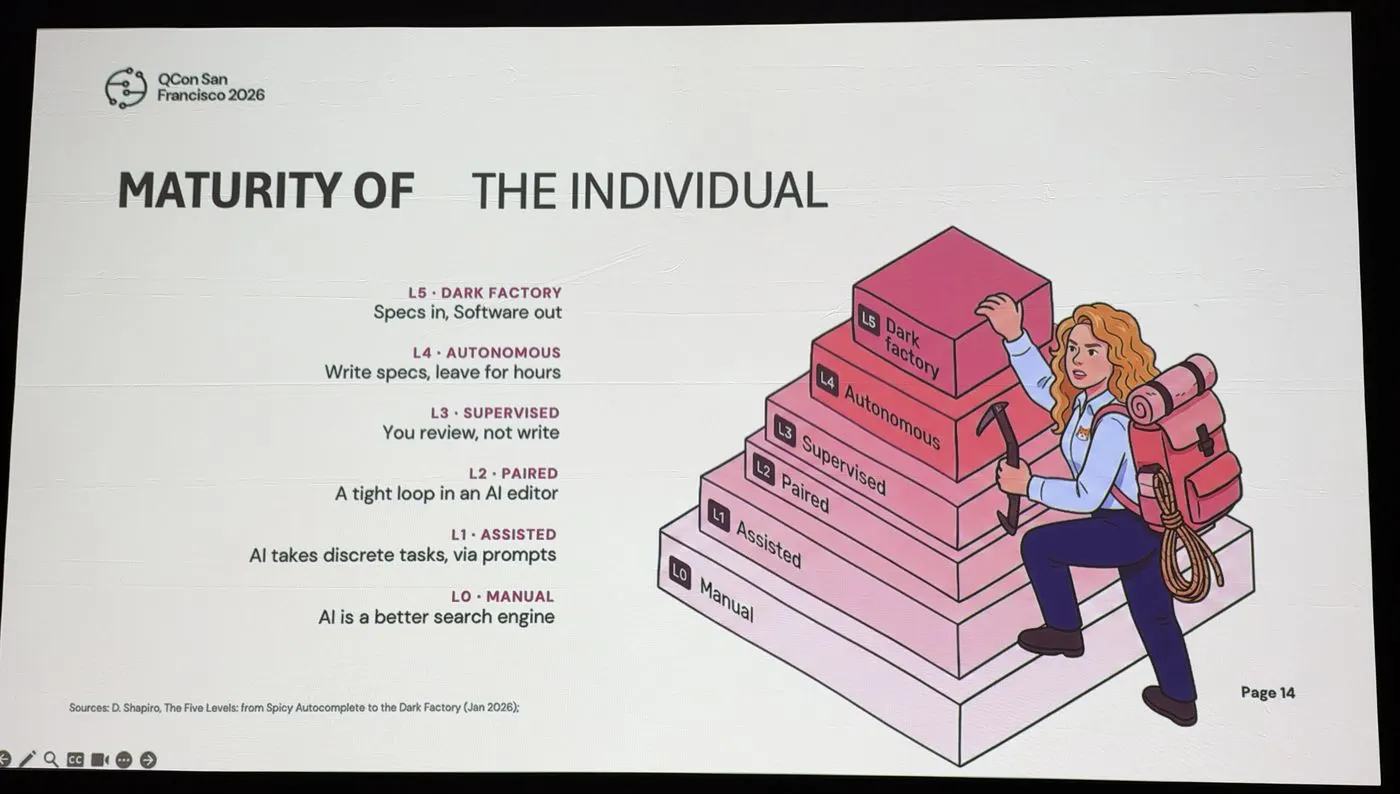 QCon San
Francisco 2026
MATURITY OF THE INDIVIDUAL
L5 · DARK FACTORY
Specs in, Software out
L4 · AUTONOMOUS
Write specs, leave for hours
L3 · SUPERVISED
You review, not write
L2 · PAIRED
A tight loop in an AI editor
L1 · ASSISTED
AI takes discrete tasks, via prompts
L0 · MANUAL
AI is a better search engine
L5 Dark
factory
L4 Autonomous
L3 Supervised
L2 Paired
L1 Assisted
L0 Manual
Page 14
Sources: D. Shapiro, The Five Levels: from Spicy Autocomplete to the Dark Factory (Jan 2026);
CC